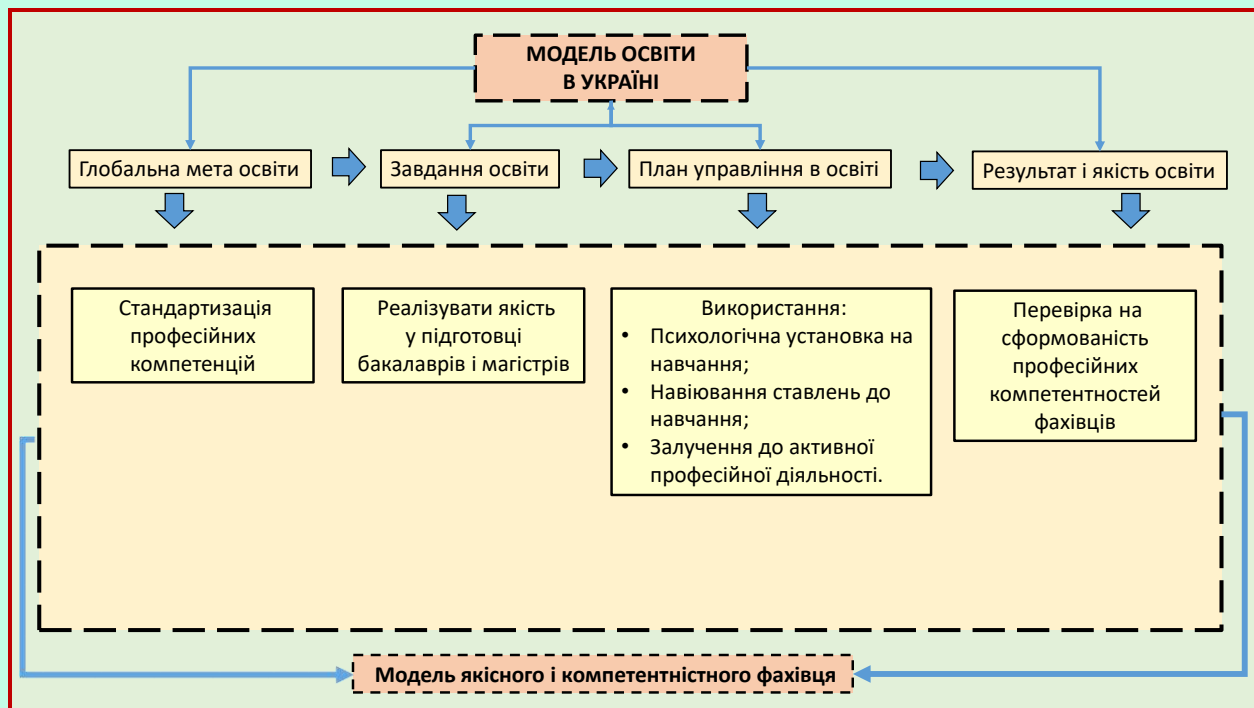 МОДЕЛЬ ОСВІТИ
В УКРАЇНІ
Глобальна мета освіти
Завдання освіти
План управління в освіті
Результат і якість освіти
Стандартизація
професійних
компетенцій
Реалізувати якість
у підготовці
бакалаврів і магістрів
Використання:
• Психологічна установка на
навчання;
• Навіювання ставлень до
навчання;
• Залучення до активної
професійної діяльності.
Перевірка на
сформованість
професійних
компетентностей
фахівців
Модель якісного і компетентністного фахівця